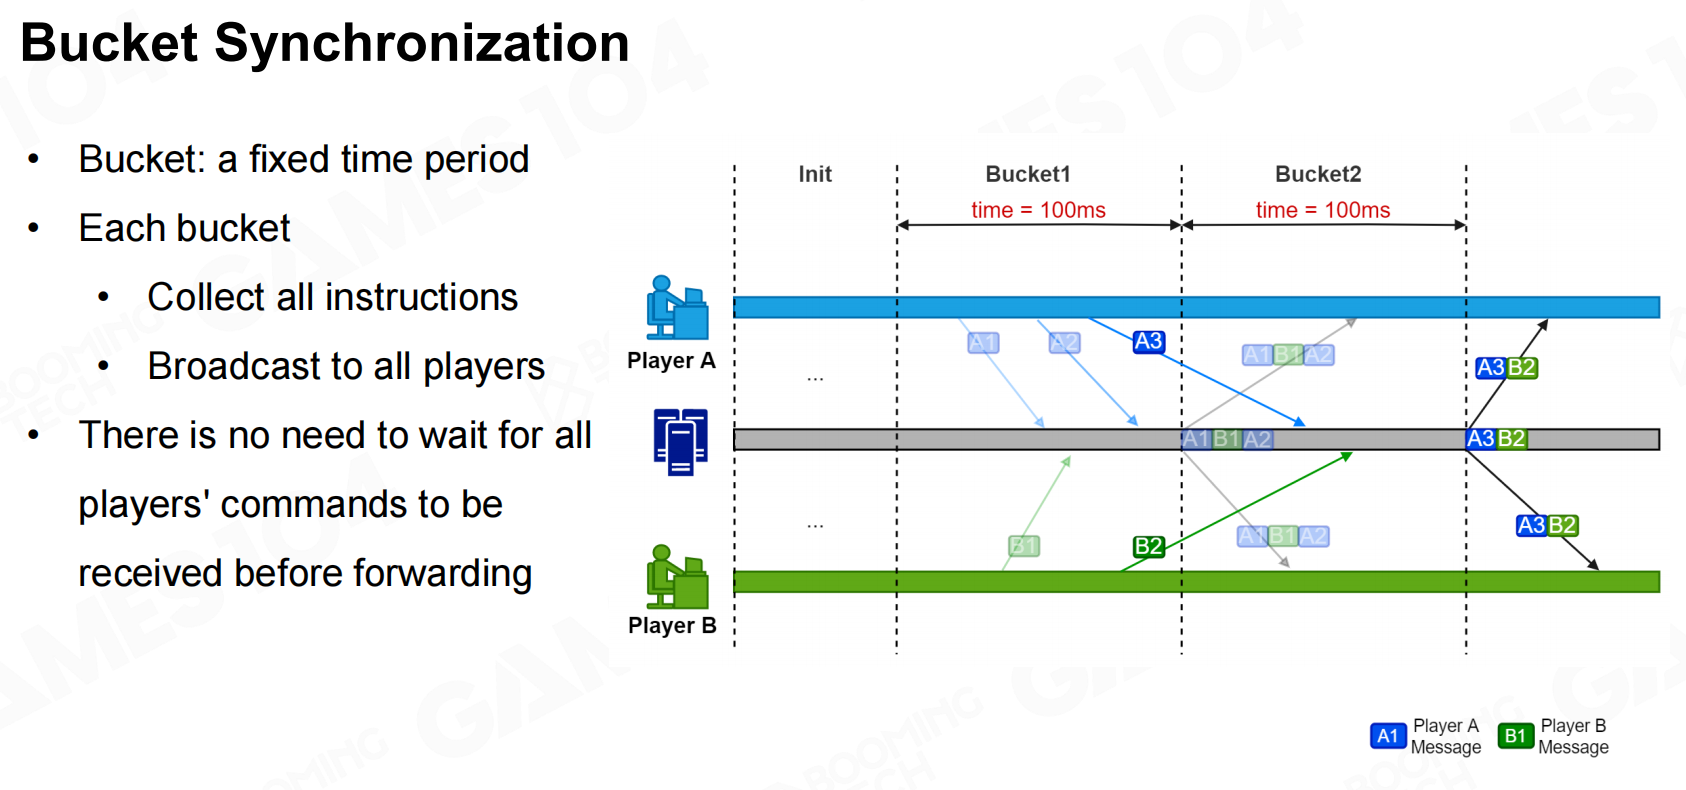 Bucket Synchronization
• Bucket: a fixed time period
• Each bucket
• Collect all instructions
• Broadcast to all players
• There is no need to wait for all
players' commands to be
received before forwarding
Init
Bucket1
Bucket2
time = 100ms
time = 100ms
Player A
A1
A2
A3
A1 B1 A2
A3 B2
...
A1 B1 A2
A3 B2
...
B1
B2
A1 B1 A2
A3 B2
Player B
A1
Player A
Message
B1
Player B
Message
GAMES104
BOOMING
TECH